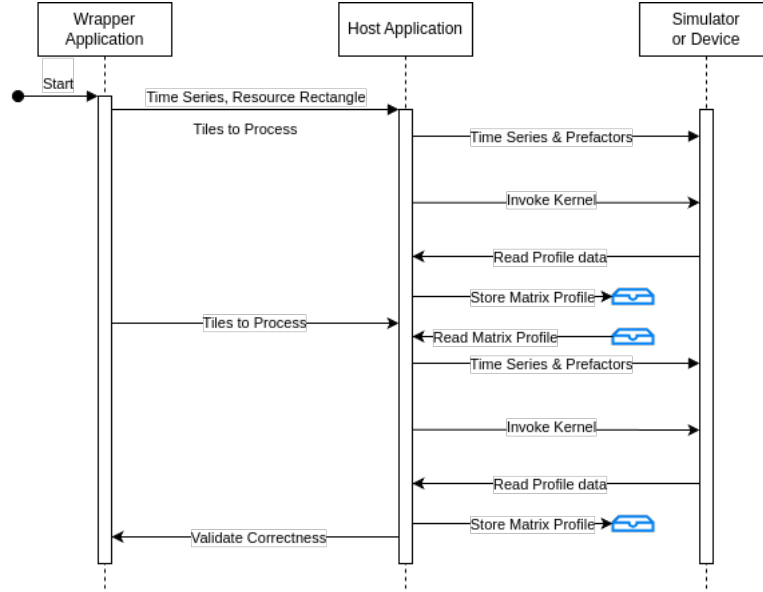 Wrapper
Application
Host Application
Simulator
or Device
Start
Time Series, Resource Rectangle
Tiles to Process
Time Series & Prefactors
Invoke Kernel
Read Profile data
Store Matrix Profile
Tiles to Process
Read Matrix Profile
Time Series & Prefactors
Invoke Kernel
Read Profile data
Store Matrix Profile
Validate Correctness